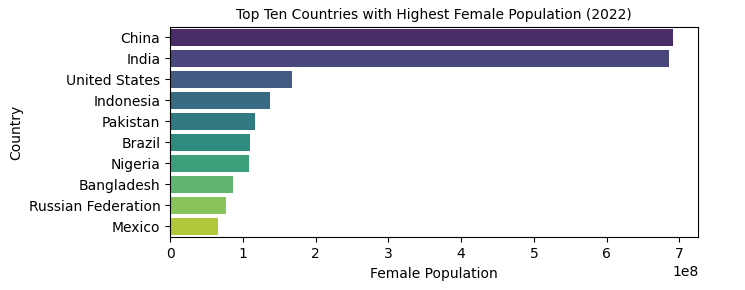 Top Ten Countries with Highest Female Population (2022)
Country
China
India
United States
Indonesia
Pakistan
Brazil
Nigeria
Bangladesh
Russian Federation
Mexico
0 1 2 3 4 5 6 7
1e8
Female Population